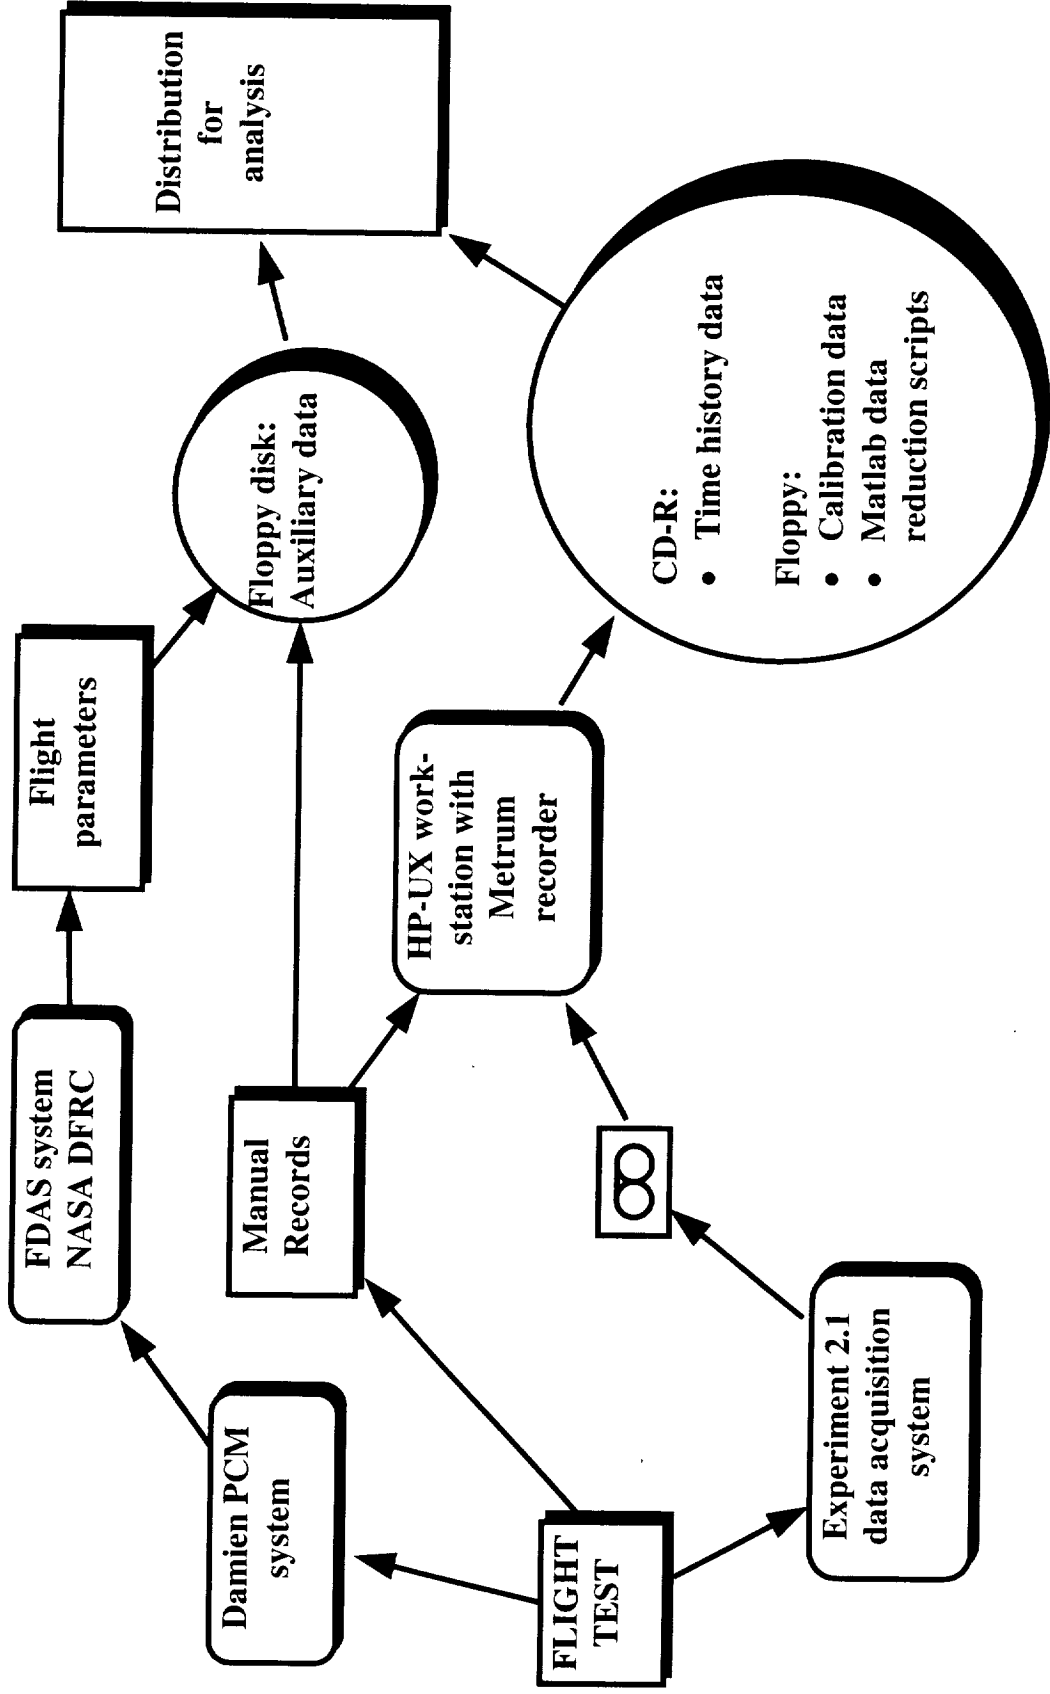 FLIGHT
TEST
Damien PCM
system
FDAS system
NASA DFRC
Flight
parameters
Manual
Records
Floppy disk:
Auxiliary data
Distribution
for
analysis
Experiment 2.1
data acquisition
system
HP-UX work-
station with
Metrum
recorder
CD-R:
• Time history data
Floppy:
• Calibration data
• Matlab data
reduction scripts